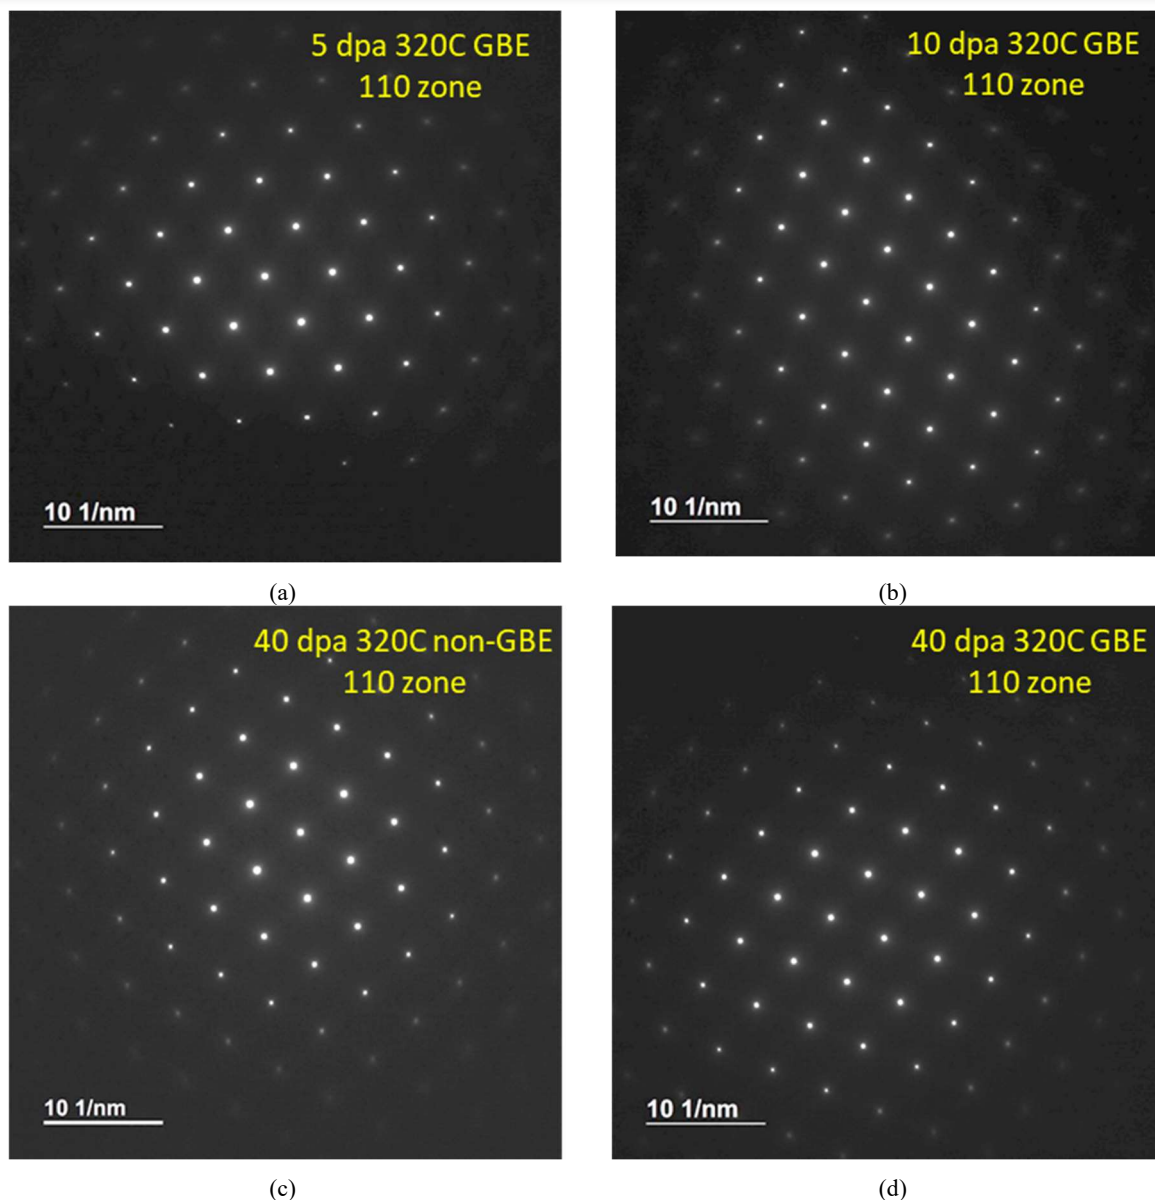 5 dpa 320C GBE
110 zone
10 1/nm
(a)
10 dpa 320C GBE
110 zone
10 1/nm
(b)
40 dpa 320C non-GBE
110 zone
10 1/nm
(c)
40 dpa 320C GBE
110 zone
10 1/nm
(d)